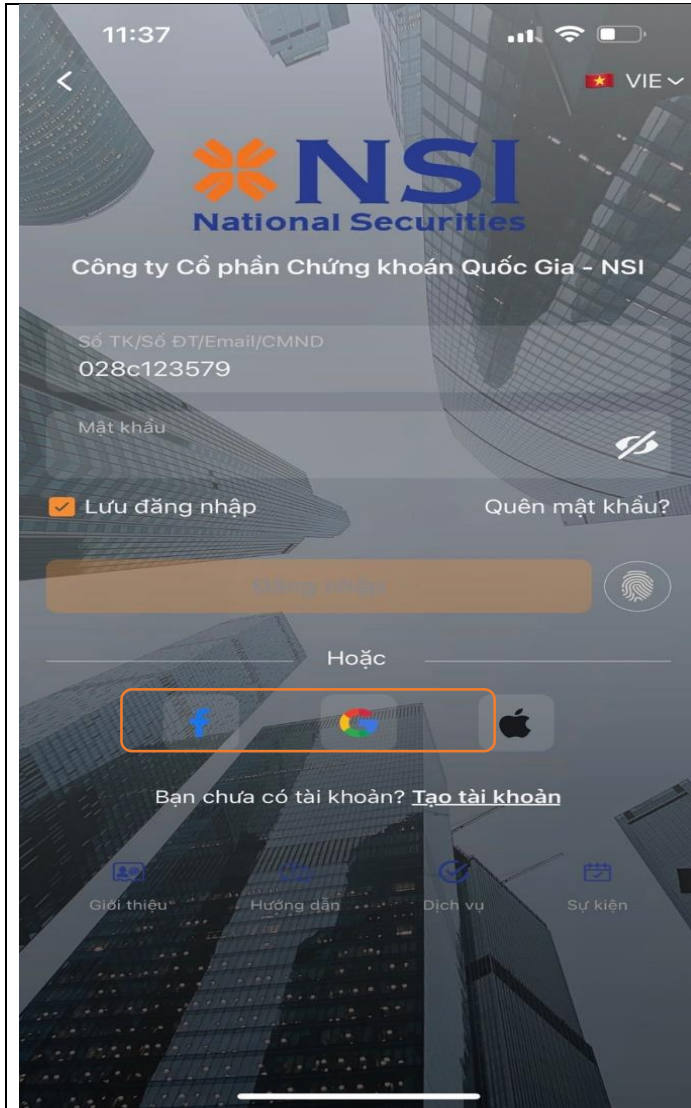 11:37
VIE
NSI
National Securities
Công ty Cổ phần Chứng khoán Quốc Gia - NSI
Số TK/Số ĐT/Email/CMND
028c123579
Mật khẩu
Lưu đăng nhập
Quên mật khẩu?
Đăng nhập
Hoặc
Bạn chưa có tài khoản? Tạo tài khoản
Giới thiệu Hướng dẫn Dịch vụ Sự kiện